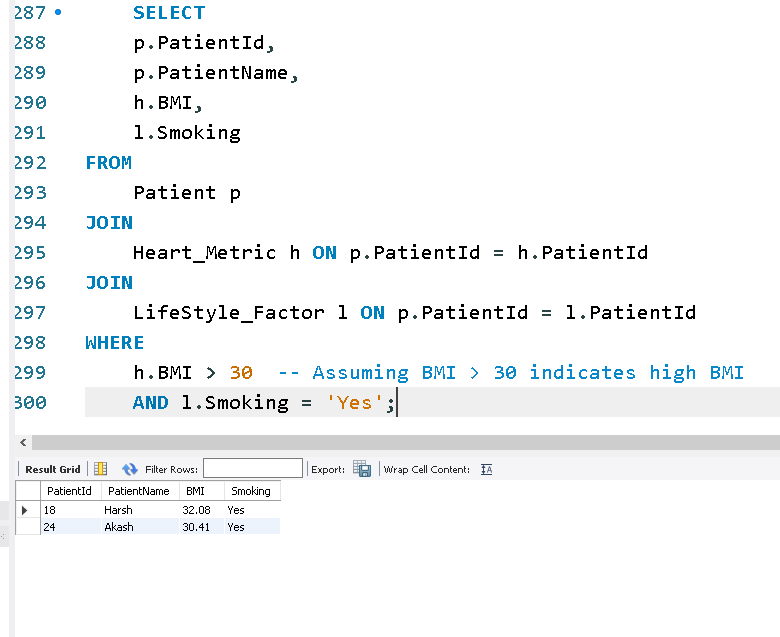 287 SELECT
288 p.PatientId,
289 p.PatientName,
290 h.BMI,
291 l.Smoking
292 FROM
293 Patient p
294 JOIN
295 Heart_Metric h ON p.PatientId = h.PatientId
296 JOIN
297 LifeStyle_Factor l ON p.PatientId = l.PatientId
298 WHERE
299 h.BMI > 30 -- Assuming BMI > 30 indicates high BMI
300 AND l.Smoking = 'Yes';
Result Grid Filter Rows: Export: Wrap Cell Content: IA
PatientId PatientName BMI Smoking
18 Harsh 32.08 Yes
24 Akash 30.41 Yes